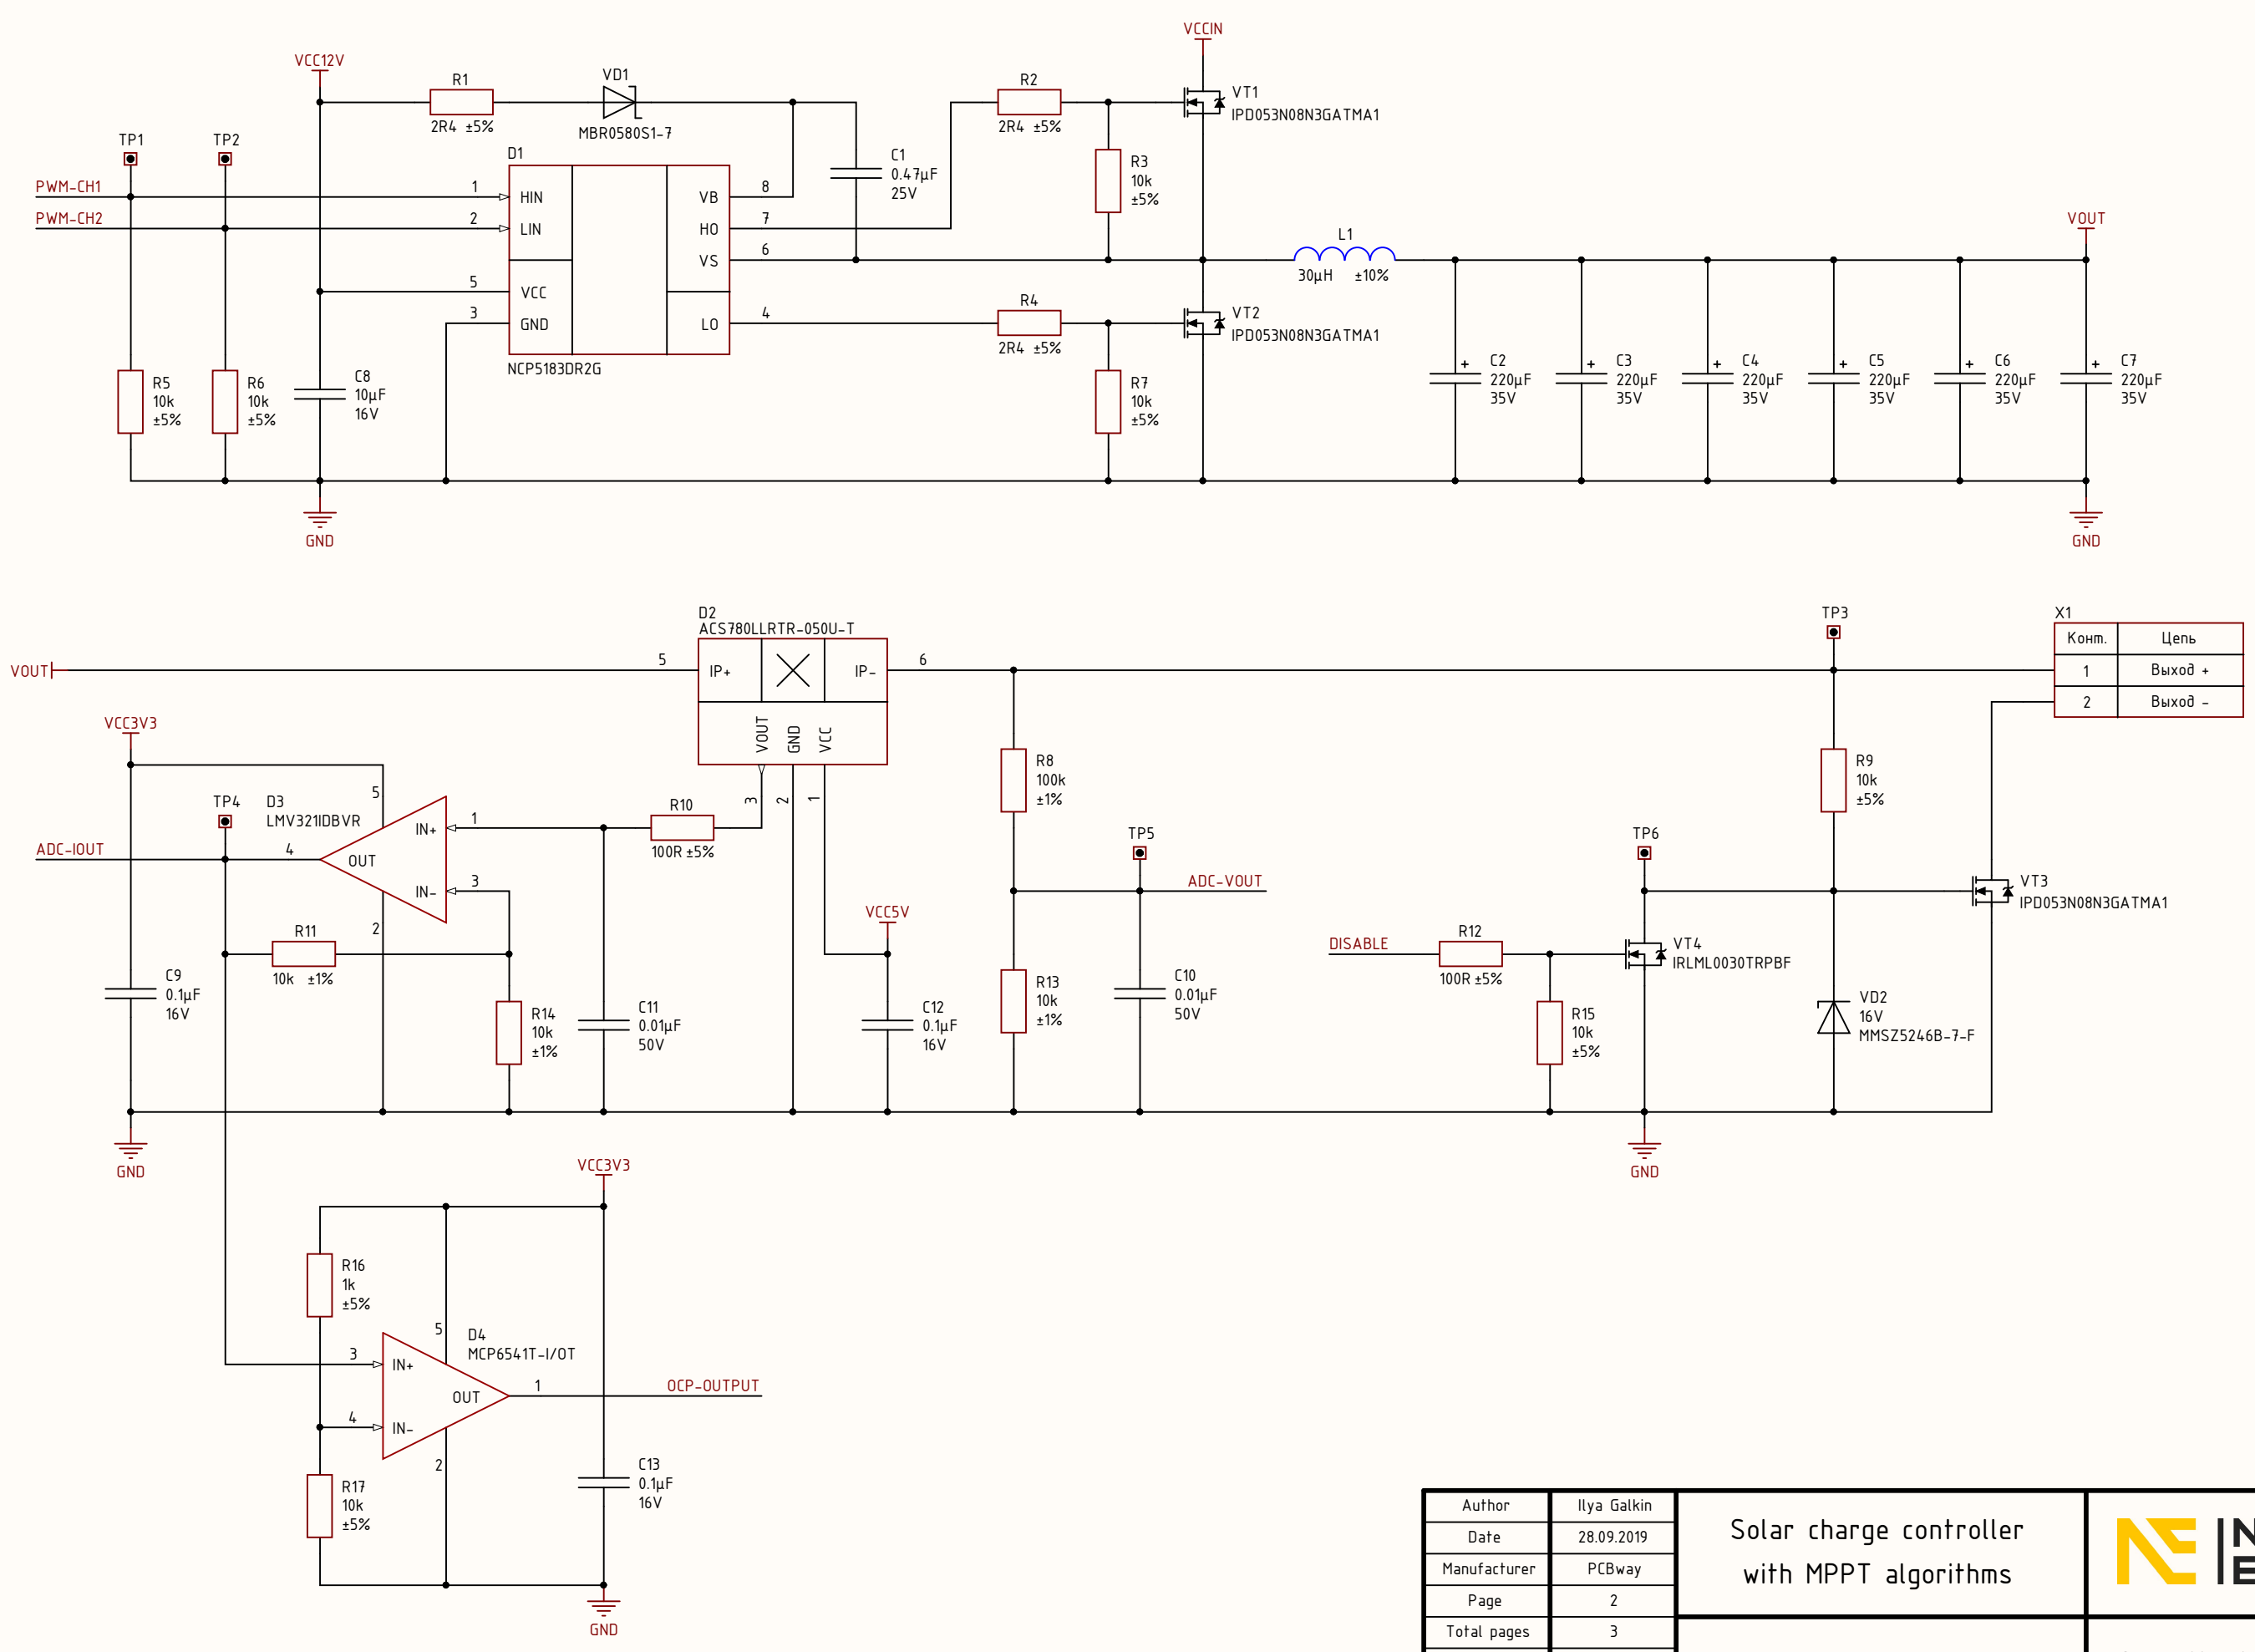 VCCIN
VCC12V
R1
2R4 ±5%
VD1
MBR0580S1-7
R2
2R4 ±5%
VT1
IPD053N08N3GATMA1
TP1
TP2
D1
C1
0.47µF
25V
R3
10k
±5%
PWM-CH1
1
HIN
VB
8
PWM-CH2
2
LIN
HO
7
VS
6
5
VCC
3
GND
LO
4
NCP5183DR2G
L1
30µH ±10%
VOUT
R4
2R4 ±5%
VT2
IPD053N08N3GATMA1
R5
10k
±5%
R6
10k
±5%
C8
10µF
16V
R7
10k
±5%
C2
220µF
35V
C3
220µF
35V
C4
220µF
35V
C5
220µF
35V
C6
220µF
35V
C7
220µF
35V
GND
GND
D2
ACS780LLRTR-050U-T
VOUT
5
IP+
IP-
6
VOUT
GND
VCC
3
2
1
TP3
X1
Конт.
Цепь
1
Выход +
2
Выход -
VCC3V3
TP4
D3
LMV321IDBVR
5
IN+
1
R10
100R ±5%
ADC-IOUT
4
OUT
IN-
3
2
R11
10k ±1%
C9
0.1µF
16V
R14
10k
±1%
C11
0.01µF
50V
VCC5V
C12
0.1µF
16V
R8
100k
±1%
TP5
ADC-VOUT
R13
10k
±1%
C10
0.01µF
50V
R9
10k
±5%
TP6
VT3
IPD053N08N3GATMA1
DISABLE
R12
100R ±5%
VT4
IRLML0030TRPBF
R15
10k
±5%
VD2
16V
MMSZ5246B-7-F
GND
GND
VCC3V3
R16
1k
±5%
5
D4
MCP6541T-I/OT
3
IN+
OUT
1
OCP-OUTPUT
4
IN-
2
R17
10k
±5%
C13
0.1µF
16V
GND
Author
Ilya Galkin
Date
28.09.2019
Manufacturer
PCBway
Page
2
Total pages
3
Solar charge controller
with MPPT algorithms